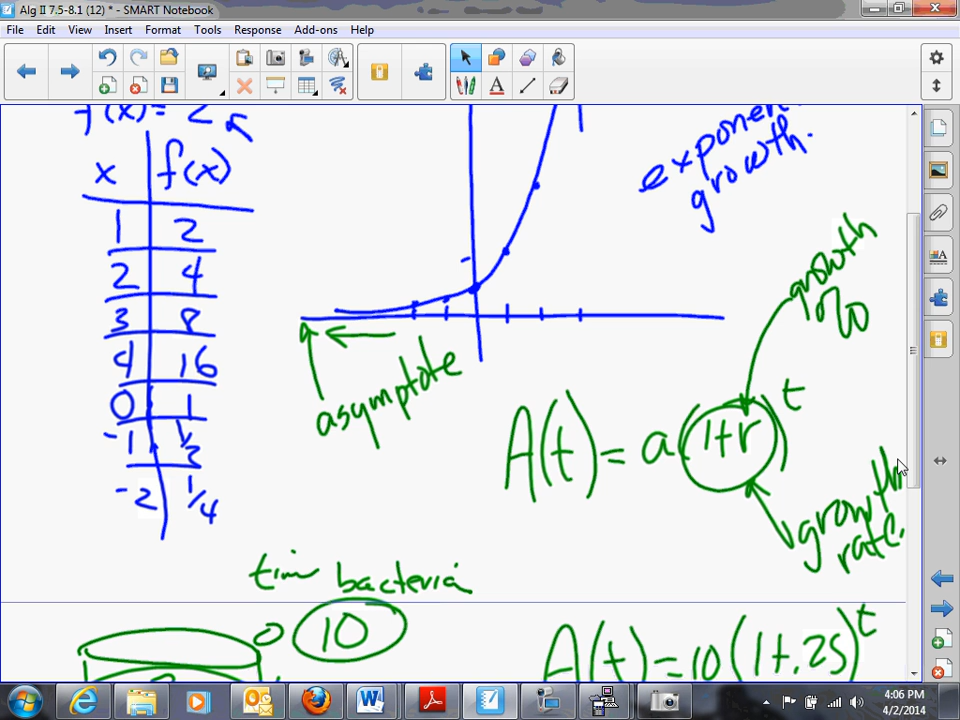 Alg II 7.5-8.1 (12) * - SMART Notebook
File Edit View Insert Format Tools Response Add-ons Help
f(x)= 2
x f(x)
1 2
2 4
3 8
4 16
0 1
-1
-2 1/4
exponen
growth.
asymptote
growth
%
A(t) = a(1+r)^t
growth
rate.
tim bacteria
0 10
A(t)=10(1+.25)^t
4:06 PM
4/2/2014